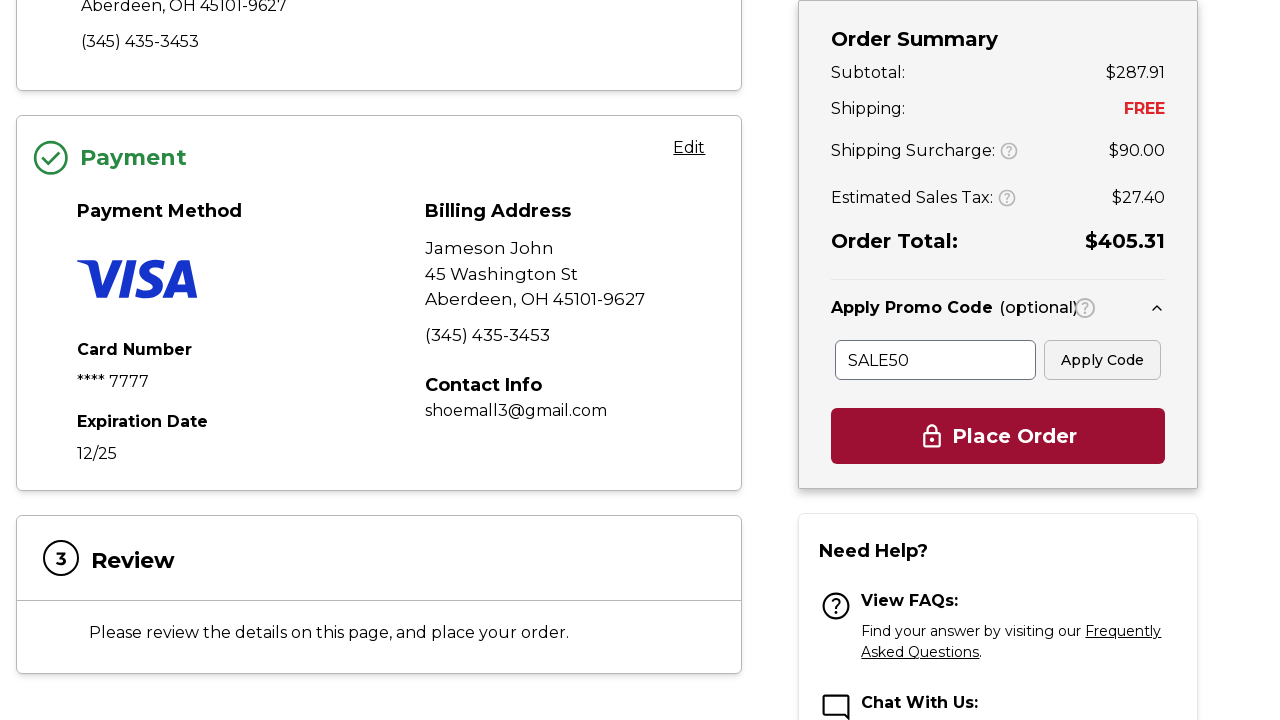 Aberdeen, OH 45101-9627
(345) 435-3453
Payment
Edit
Payment Method
VISA
Card Number
**** 7777
Expiration Date
12/25
Billing Address
Jameson John
45 Washington St
Aberdeen, OH 45101-9627
(345) 435-3453
Contact Info
shoemall3@gmail.com
3 Review
Please review the details on this page, and place your order.
Order Summary
Subtotal: $287.91
Shipping: FREE
Shipping Surcharge: ? $90.00
Estimated Sales Tax: ? $27.40
Order Total: $405.31
Apply Promo Code (optional) ?
SALE50 Apply Code
Place Order
Need Help?
? View FAQs:
Find your answer by visiting our Frequently
Asked Questions.
Chat With Us: